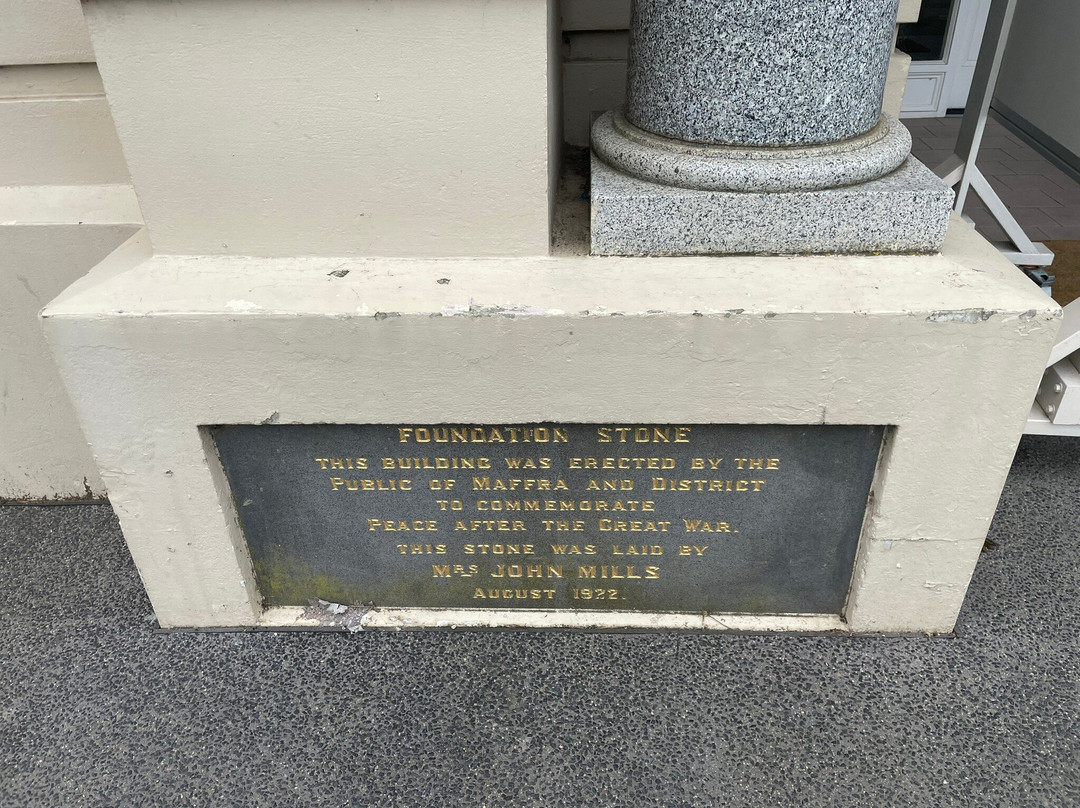 FOUNDATION STONE
THIS BUILDING WAS ERECTED BY THE
PUBLIC OF MAFFRA AND DISTRICT
TO COMMEMORATE
PEACE AFTER THE GREAT WAR.
THIS STONE WAS LAID BY
MRS JOHN MILLS
AUGUST 1922.